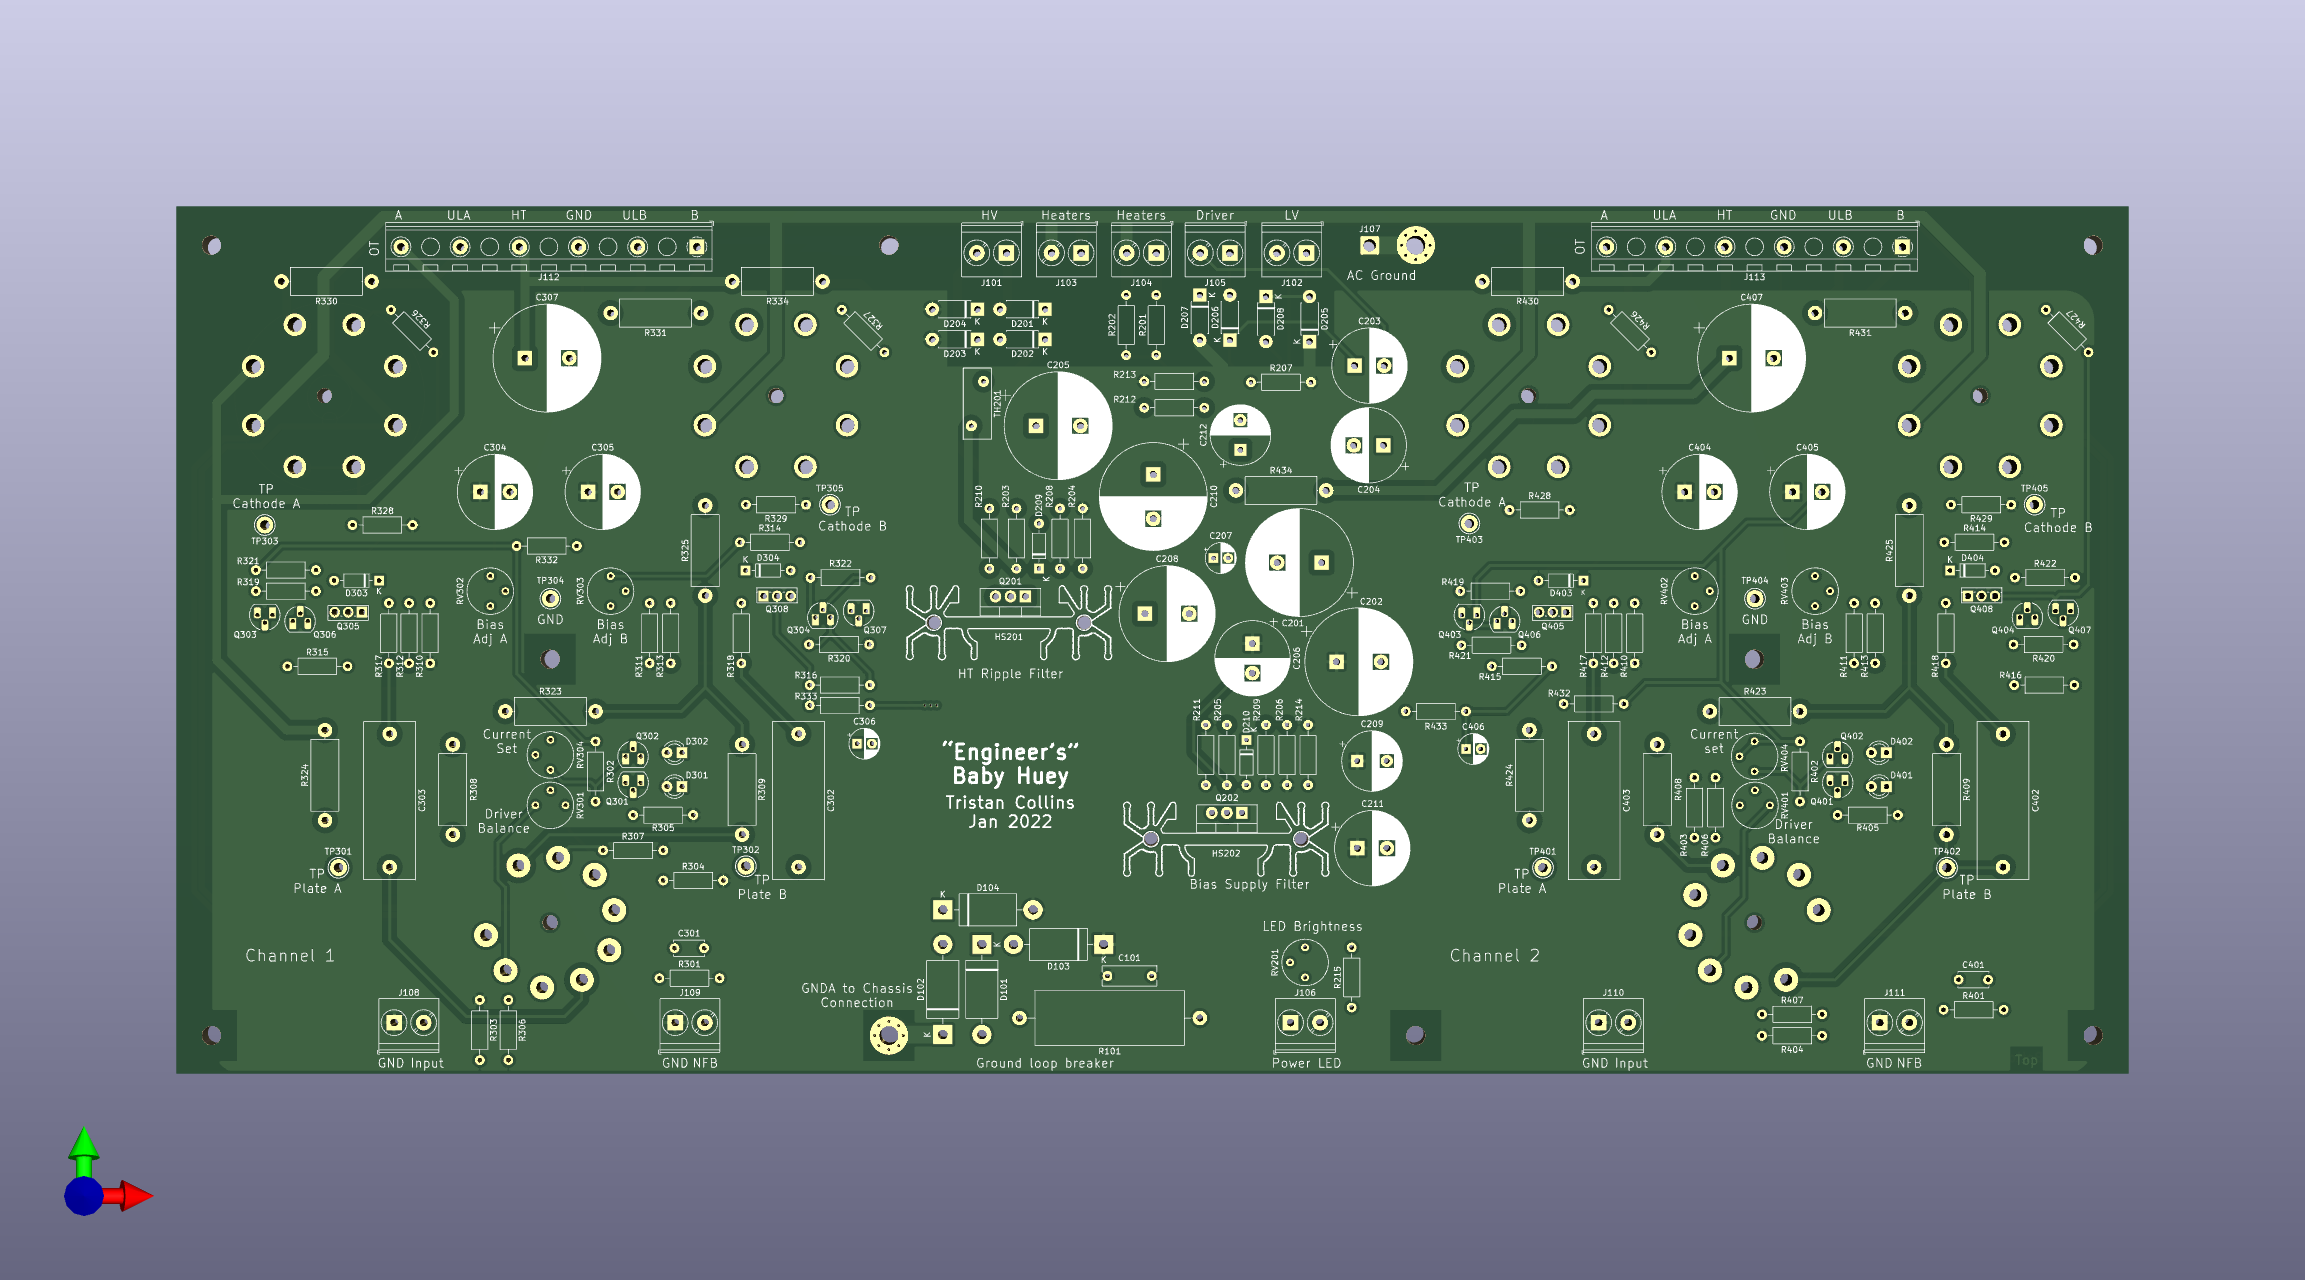 A ULA HT GND ULB B
HV Heaters Heaters Driver LV
A ULA HT GND ULB B
OT
J112
J101 J103 J104 J105 J102
J107
AC Ground
OT
J113
R330
C307
R331
R334
R326
R327
D204 D201
D203 D202
K K
K K
R202 R201
D207 D206 D208 D205
K K
K K
C203
R430
R426
C407
R431
R427
C205
TH201
R213
R212
R207
C212
C204
C304 C305
C210
R434
C404 C405
TP
Cathode A
TP303
R328
R332
R325
TP305
TP
Cathode B
R329
R314
R210 R203 D209 R208 R204
K
C207
C201
TP
Cathode A
TP403
R428
R425
TP405
TP
Cathode B
R429
R414
R321
R319
D303
K
Q303 Q306 Q305
R315
R317 R312 R310
RV302
Bias
Adj A
TP304
GND
RV303
Bias
Adj B
R311 R313
K D304
Q308
R318
R322
Q304 Q307
R320
R316
R333
C306
Q201
HS201
HT Ripple Filter
C208
C206
C202
R419
D403
K
Q403 Q406 Q405
R421
R415
R417 R412 R410
R432
R433
C406
RV402
Bias
Adj A
TP404
GND
RV403
Bias
Adj B
R411 R413
K D404
Q408
R418
R422
Q404 Q407
R420
R416
R323
Current
Set
RV304
R302
Q302
D302
Q301
D301
RV301
Driver
Balance
R305
R307
R304
R324
C303
R308
R309
C302
TP301
TP
Plate A
TP302
TP
Plate B
"Engineer's"
Baby Huey
Tristan Collins
Jan 2022
R211 R205 D210 R209 R206 R214
K
C209
Q202
HS202
Bias Supply Filter
C211
R423
Current
set
RV404
R402
Q402
D402
Q401
D401
RV401
Driver
Balance
R405
R424
C403
R408
R403 R406
R409
C402
TP401
TP
Plate A
TP402
TP
Plate B
Channel 1
C301
R301
J108
R303 R306
J109
GND Input
GND NFB
K D104
K
D103 K
D102 D101
K
C101
R101
GNDA to Chassis
Connection
Ground loop breaker
LED Brightness
RV201
R215
J106
Power LED
Channel 2
J110
GND Input
R407
R404
J111
GND NFB
C401
R401
Top